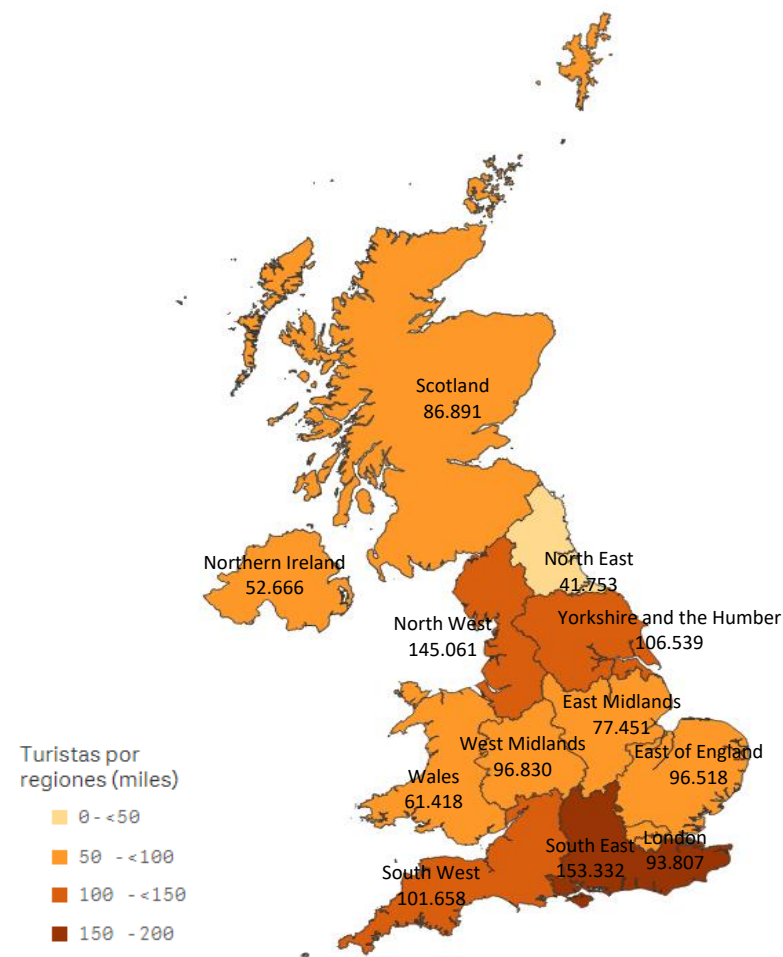 Scotland
86.891
Northern Ireland
52.666
North East
41.753
North West
145.061
Yorkshire and the Humber
106.539
East Midlands
77.451
West Midlands
96.830
East of England
96.518
Wales
61.418
London
93.807
South East
153.332
South West
101.658
Turistas por
regiones (miles)
0-<50
50 -<100
100 -<150
150 -200